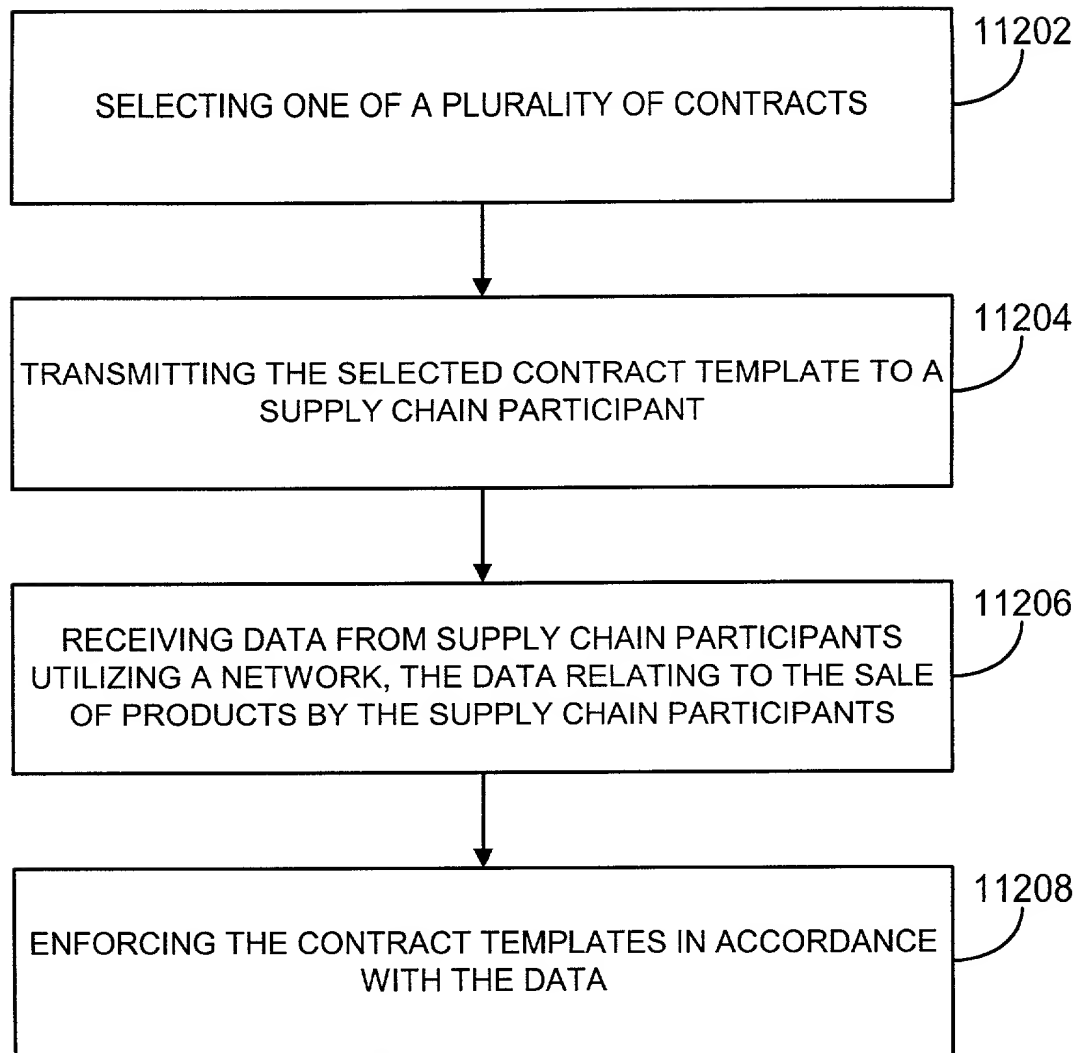 11202
SELECTING ONE OF A PLURALITY OF CONTRACTS
11204
TRANSMITTING THE SELECTED CONTRACT TEMPLATE TO A
SUPPLY CHAIN PARTICIPANT
11206
RECEIVING DATA FROM SUPPLY CHAIN PARTICIPANTS
UTILIZING A NETWORK, THE DATA RELATING TO THE SALE
OF PRODUCTS BY THE SUPPLY CHAIN PARTICIPANTS
11208
ENFORCING THE CONTRACT TEMPLATES IN ACCORDANCE
WITH THE DATA